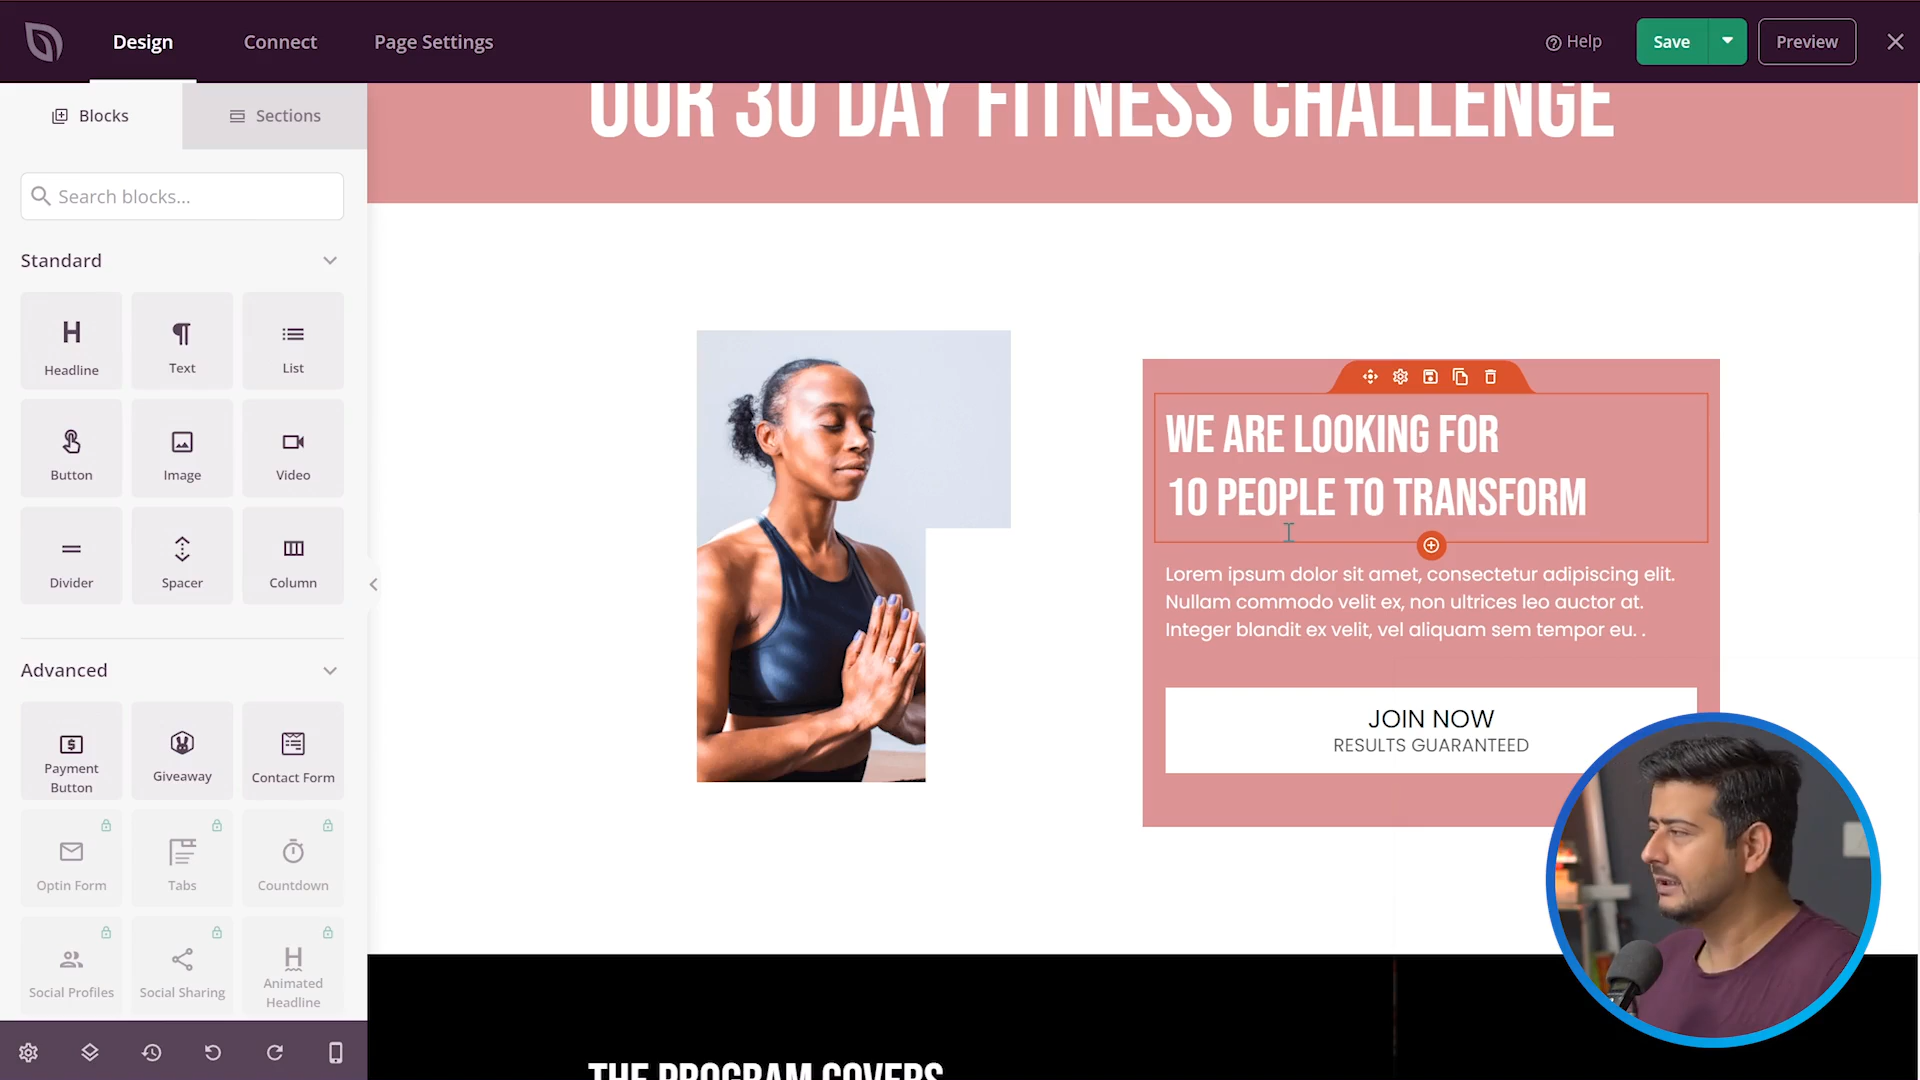 Design
Connect
Page Settings
Help
Save
Preview
Blocks
Sections
Search blocks...
Standard
H
Headline
Text
List
Button
Image
Video
Divider
Spacer
Column
Advanced
Payment
Button
Giveaway
Contact Form
Optin Form
Tabs
Countdown
Social Profiles
Social Sharing
H
Animated
Headline
OUR 30 DAY FITNESS CHALLENGE
WE ARE LOOKING FOR
10 PEOPLE TO TRANSFORM
Lorem ipsum dolor sit amet, consectetur adipiscing elit.
Nullam commodo velit ex, non ultrices leo auctor at.
Integer blandit ex velit, vel aliquam sem tempor eu. .
JOIN NOW
RESULTS GUARANTEED
THE PROGRAM COVERS